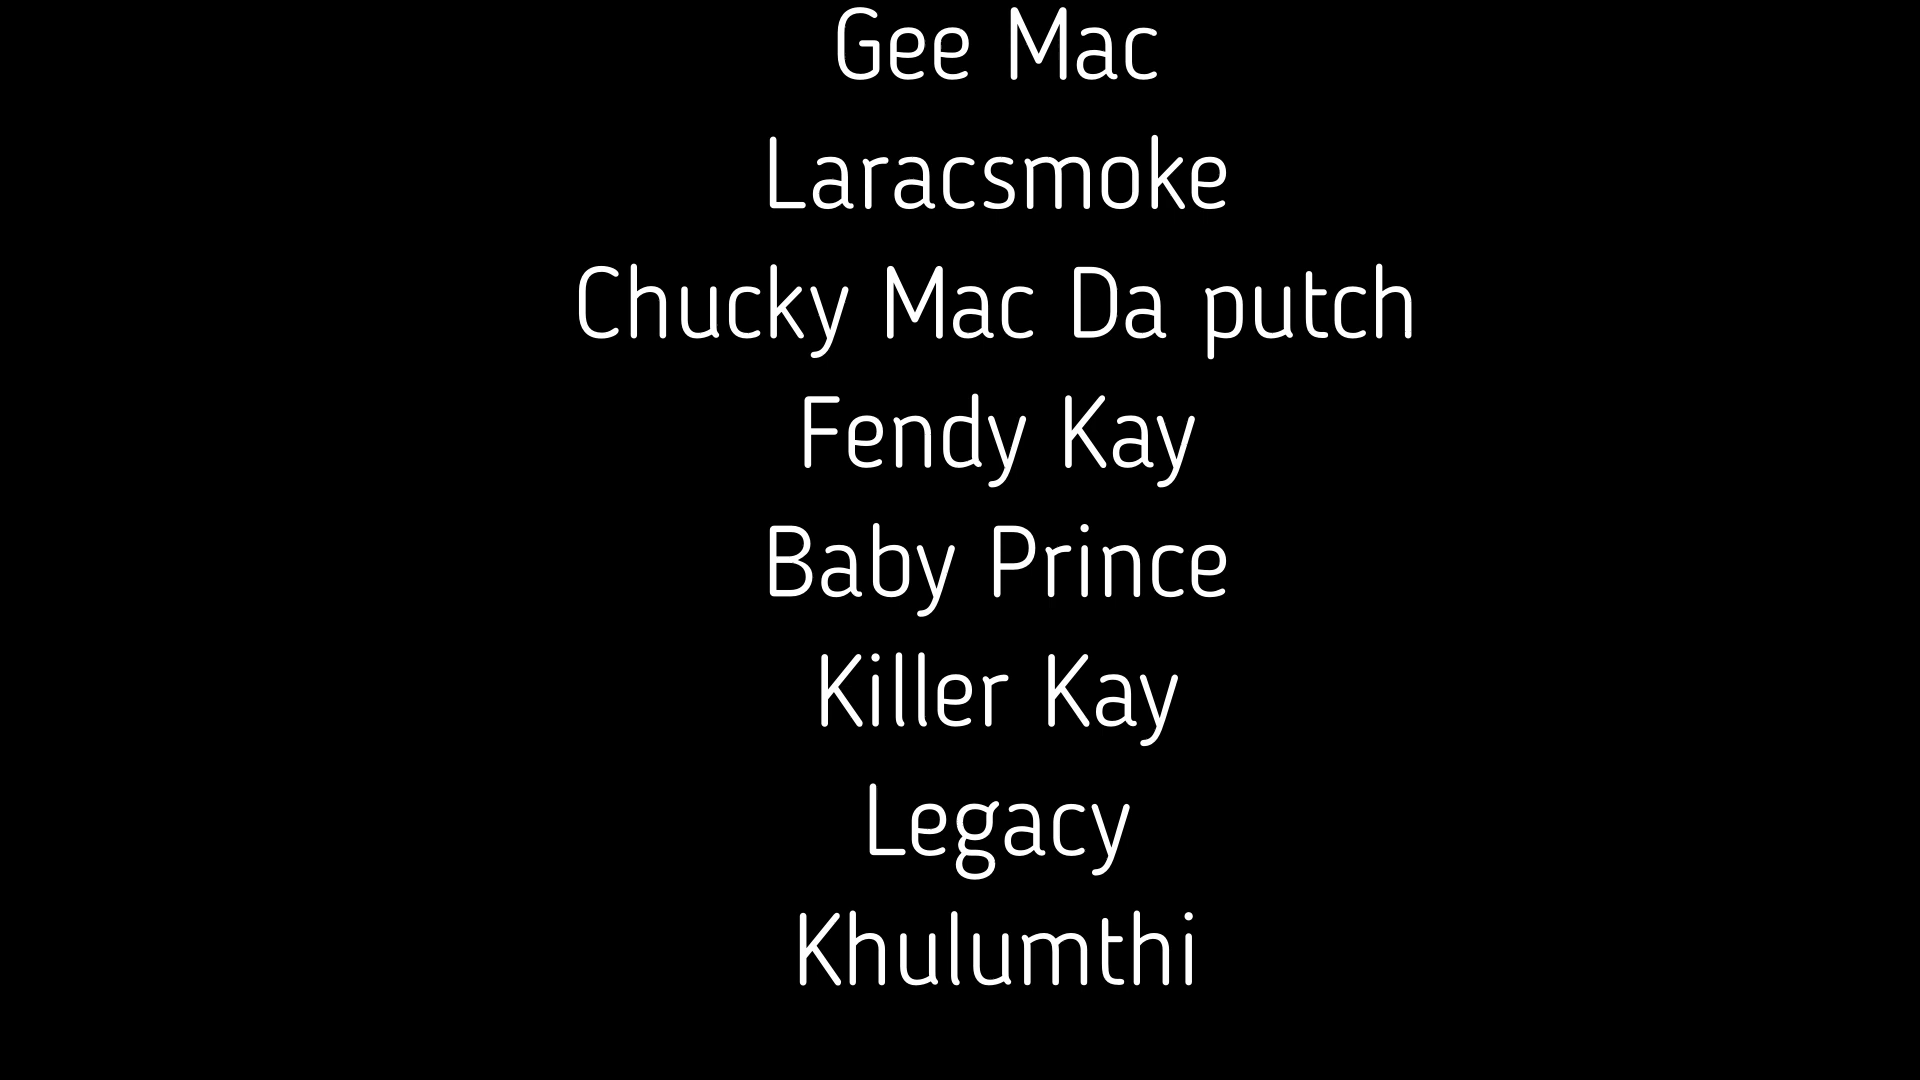 Gee Mac
Laracsmoke
Chucky Mac Da putch
Fendy Kay
Baby Prince
Killer Kay
Legacy
Khulumthi